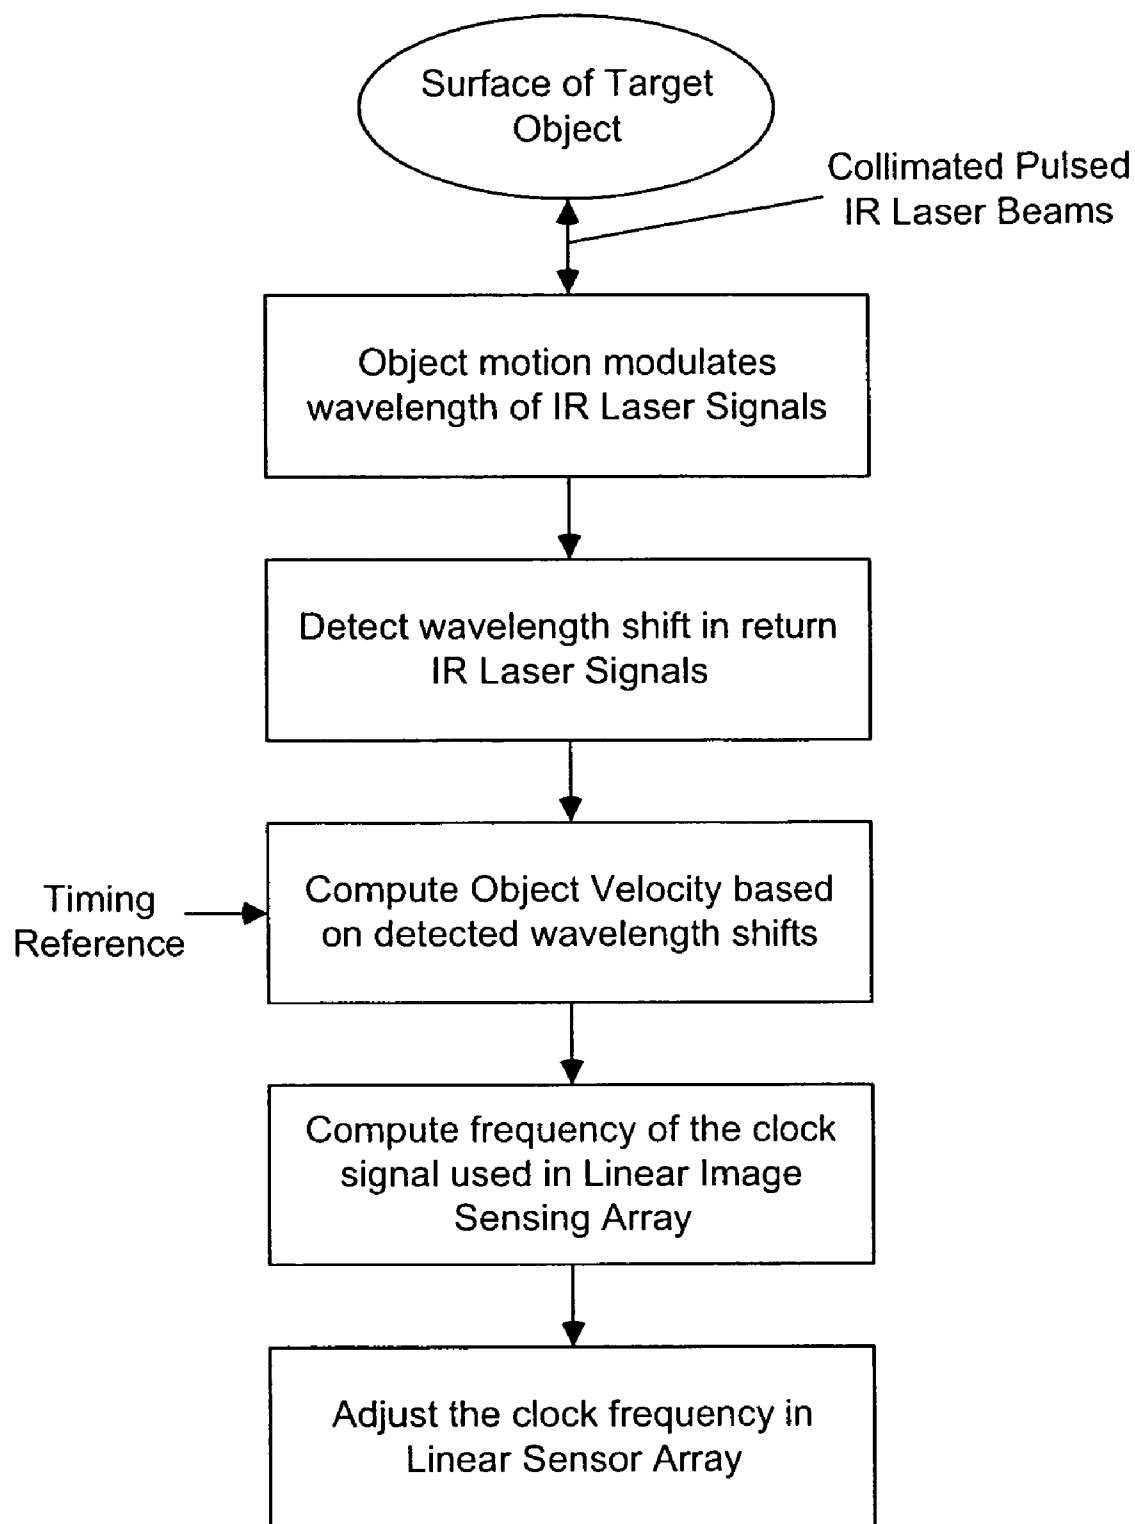 Surface of Target
Object
Collimated Pulsed
IR Laser Beams
Object motion modulates
wavelength of IR Laser Signals
Detect wavelength shift in return
IR Laser Signals
Timing
Reference
Compute Object Velocity based
on detected wavelength shifts
Compute frequency of the clock
signal used in Linear Image
Sensing Array
Adjust the clock frequency in
Linear Sensor Array